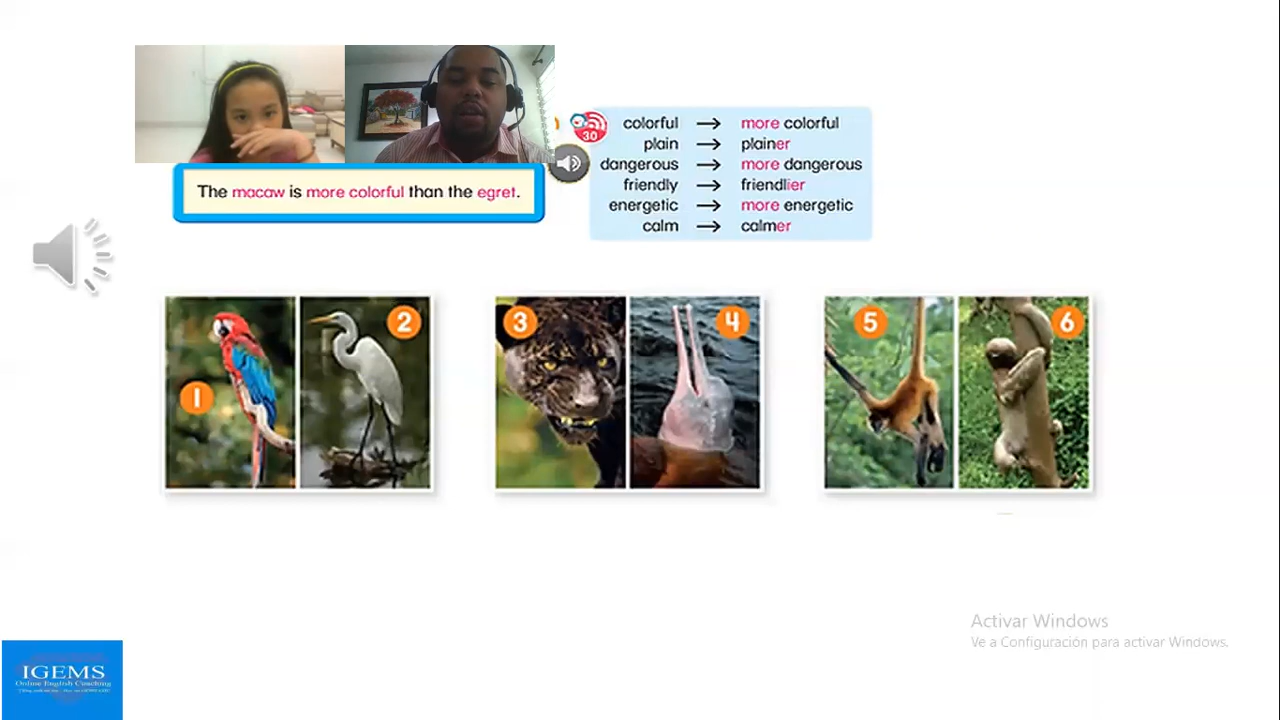 30
colorful → more colorful
plain → plainer
dangerous → more dangerous
friendly → friendlier
energetic → more energetic
calm → calmer
The macaw is more colorful than the egret.
1
2
3
4
5
6
Activar Windows
Ve a Configuración para activar Windows.
IGEMS
Online English Coaching